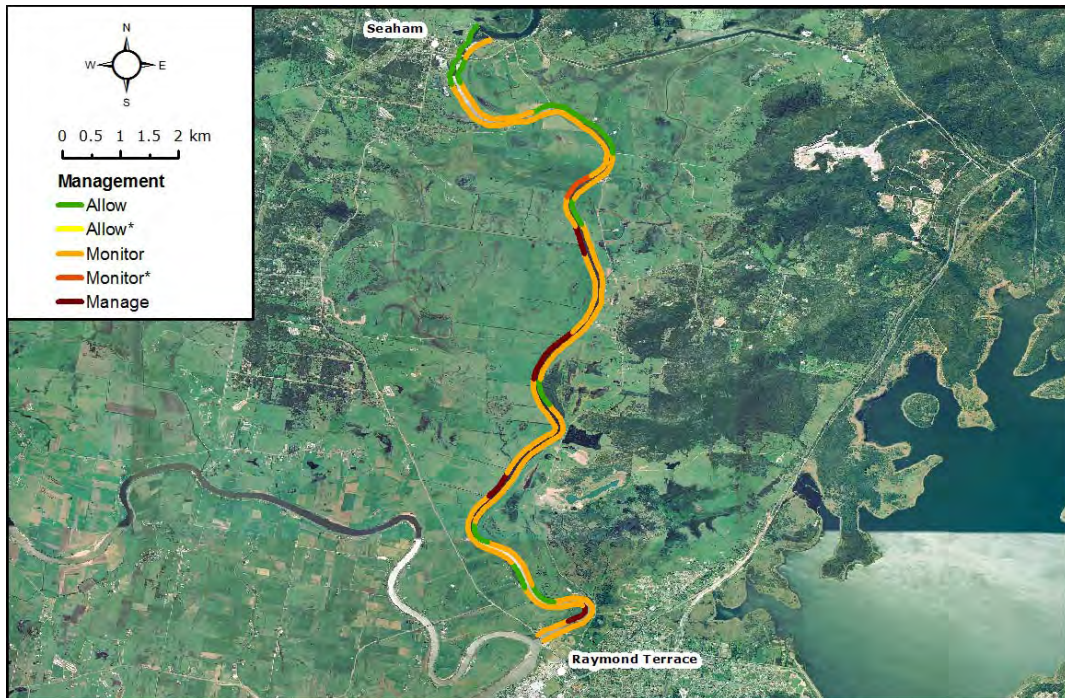 Seaham
N
W E
S
0 0.5 1 1.5 2 km
Management
Allow
Allow*
Monitor
Monitor*
Manage
Raymond Terrace